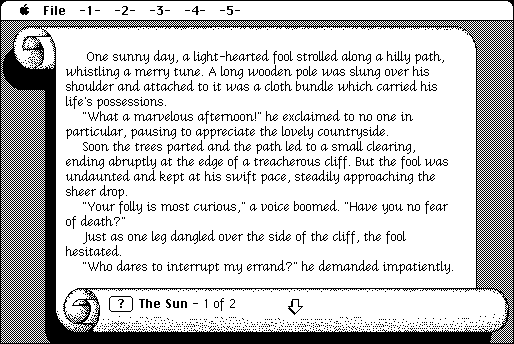 File -1- -2- -3- -4- -5-
One sunny day, a light-hearted fool strolled along a hilly path,
whistling a merry tune. A long wooden pole was slung over his
shoulder and attached to it was a cloth bundle which carried his
life's possessions.
"What a marvelous afternoon!" he exclaimed to no one in
particular, pausing to appreciate the lovely countryside.
Soon the trees parted and the path led to a small clearing,
ending abruptly at the edge of a treacherous cliff. But the fool was
undaunted and kept at his swift pace, steadily approaching the
sheer drop.
"Your folly is most curious," a voice boomed. "Have you no fear
of death?"
Just as one leg dangled over the side of the cliff, the fool
hesitated.
"Who dares to interrupt my errand?" he demanded impatiently.
? The Sun - 1 of 2